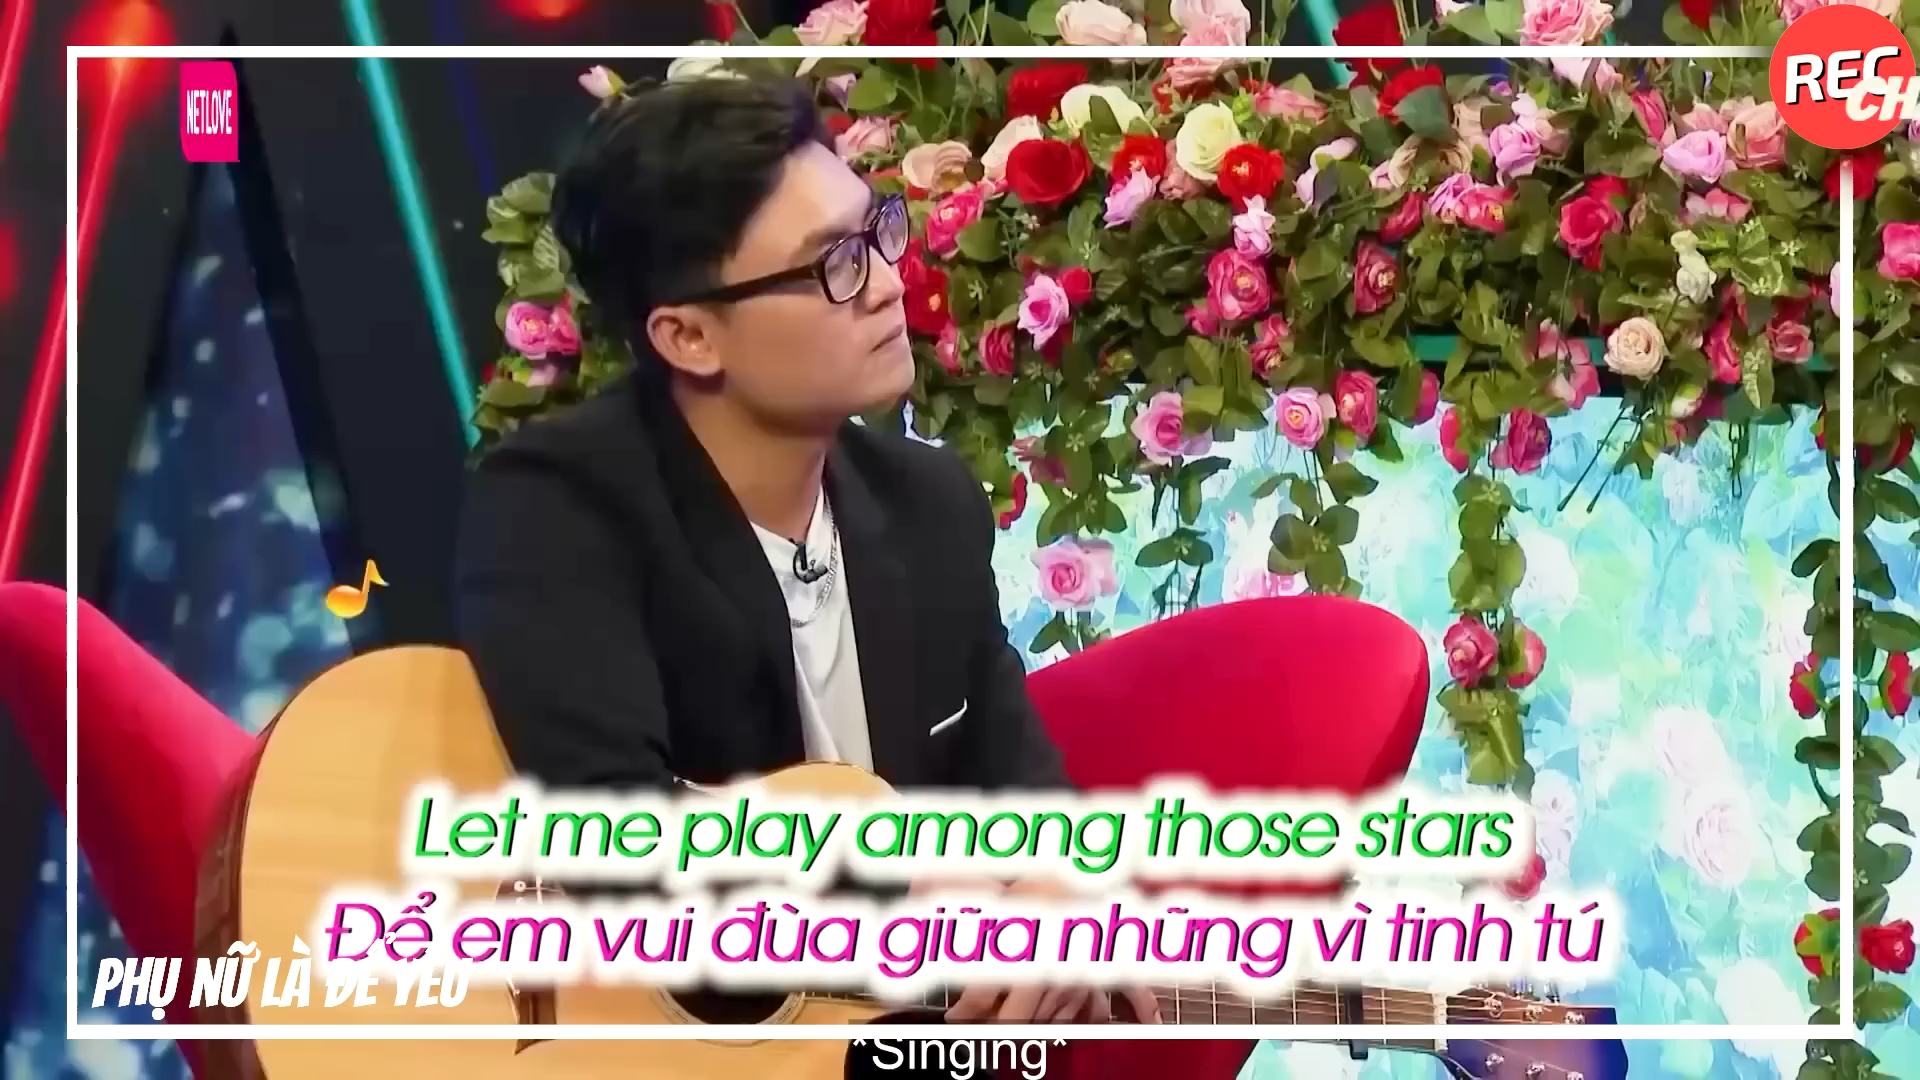 NETLOVE
REC
CH
Let me play among those stars
Để em vui đùa giữa những vì tinh tú
PHỤ NỮ LÀ ĐỂ YÊU
*Singing*